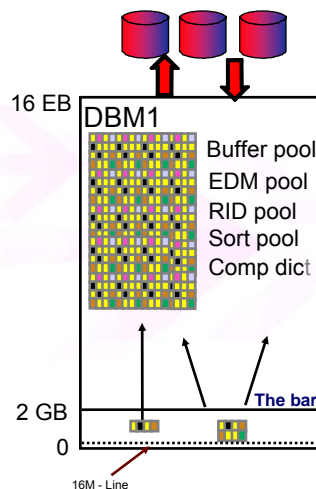 16 EB
DBM1
Buffer pool
EDM pool
RID pool
Sort pool
Comp dict
The bar
2 GB
0
16M - Line